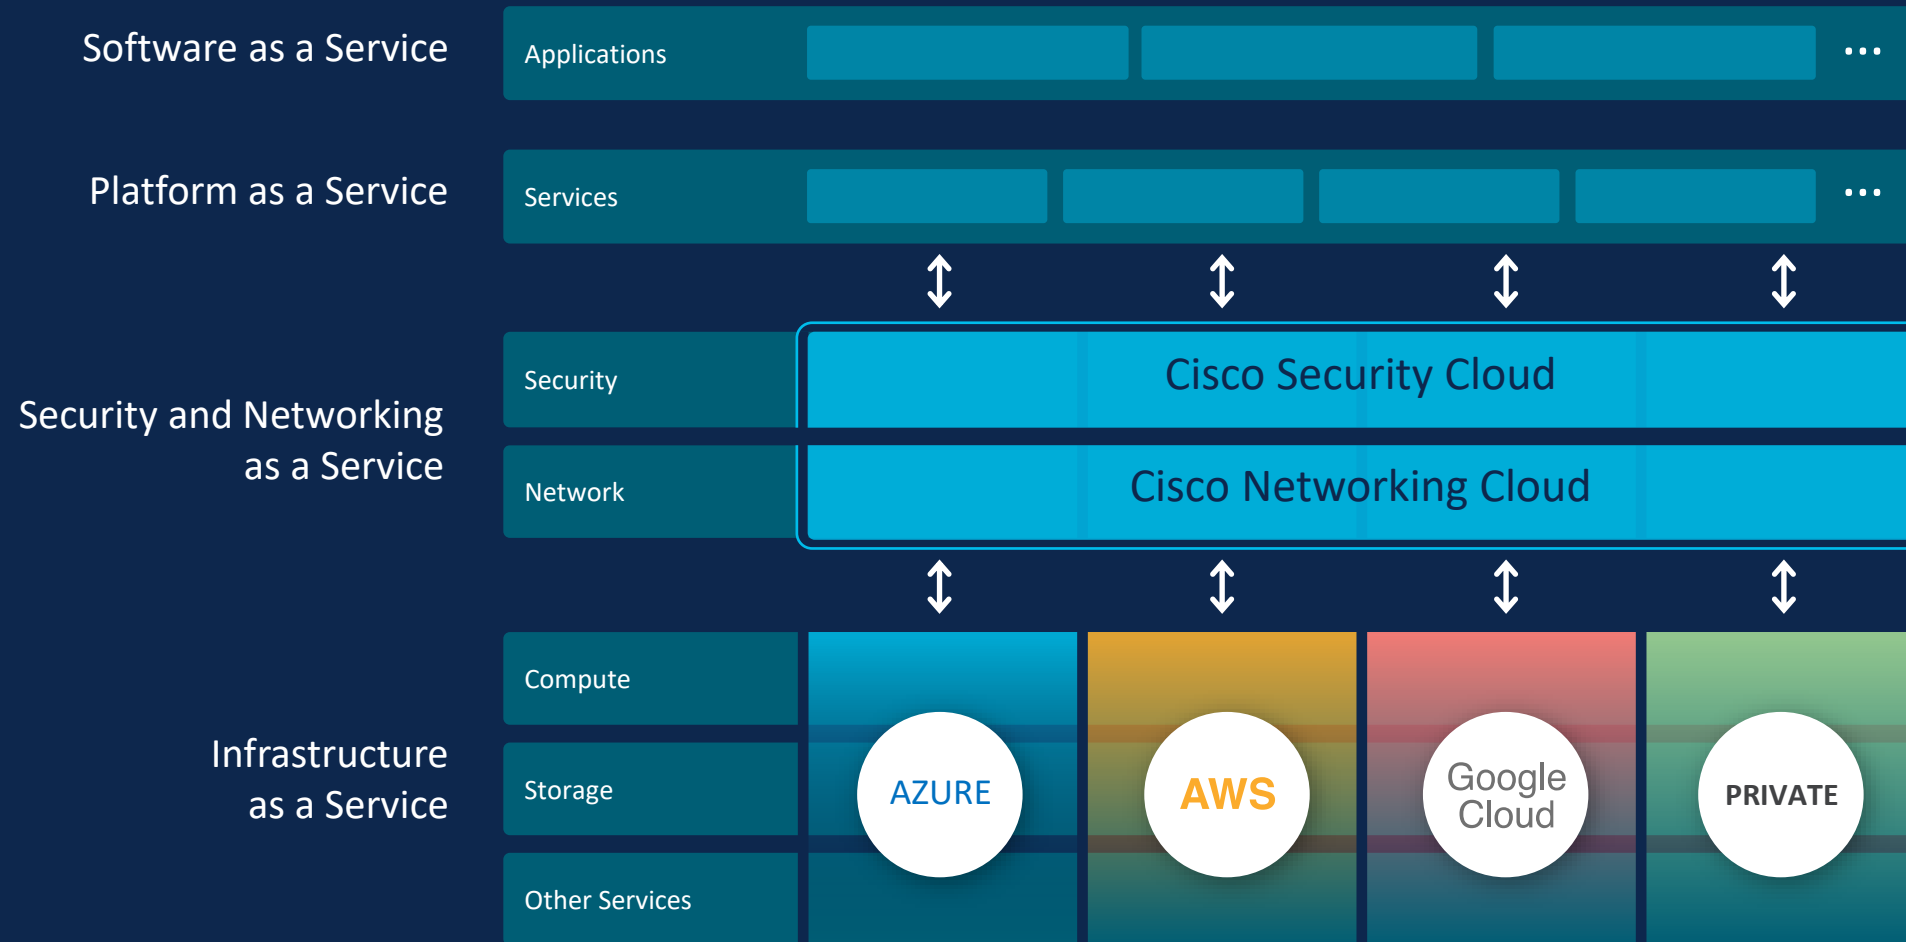 Software as a Service
Applications
...
Platform as a Service
Services
...
Security and Networking
as a Service
Security
Cisco Security Cloud
Network
Cisco Networking Cloud
Infrastructure
as a Service
Compute
Storage
Other Services
AZURE
AWS
Google
Cloud
PRIVATE